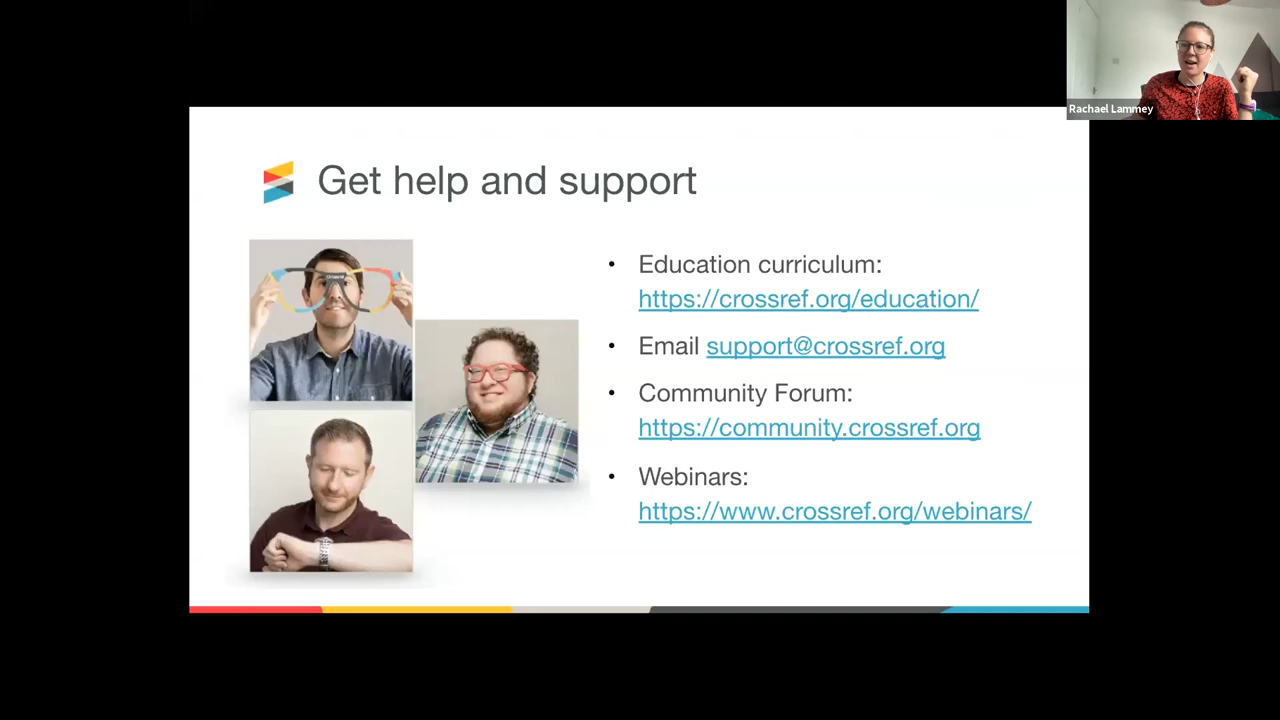 Rachael Lammey
Get help and support
Crossref
• Education curriculum:
https://crossref.org/education/
• Email support@crossref.org
• Community Forum:
https://community.crossref.org
• Webinars:
https://www.crossref.org/webinars/